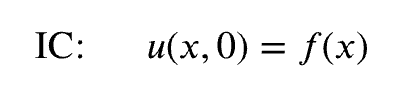 IC: u(x, 0) = f(x)